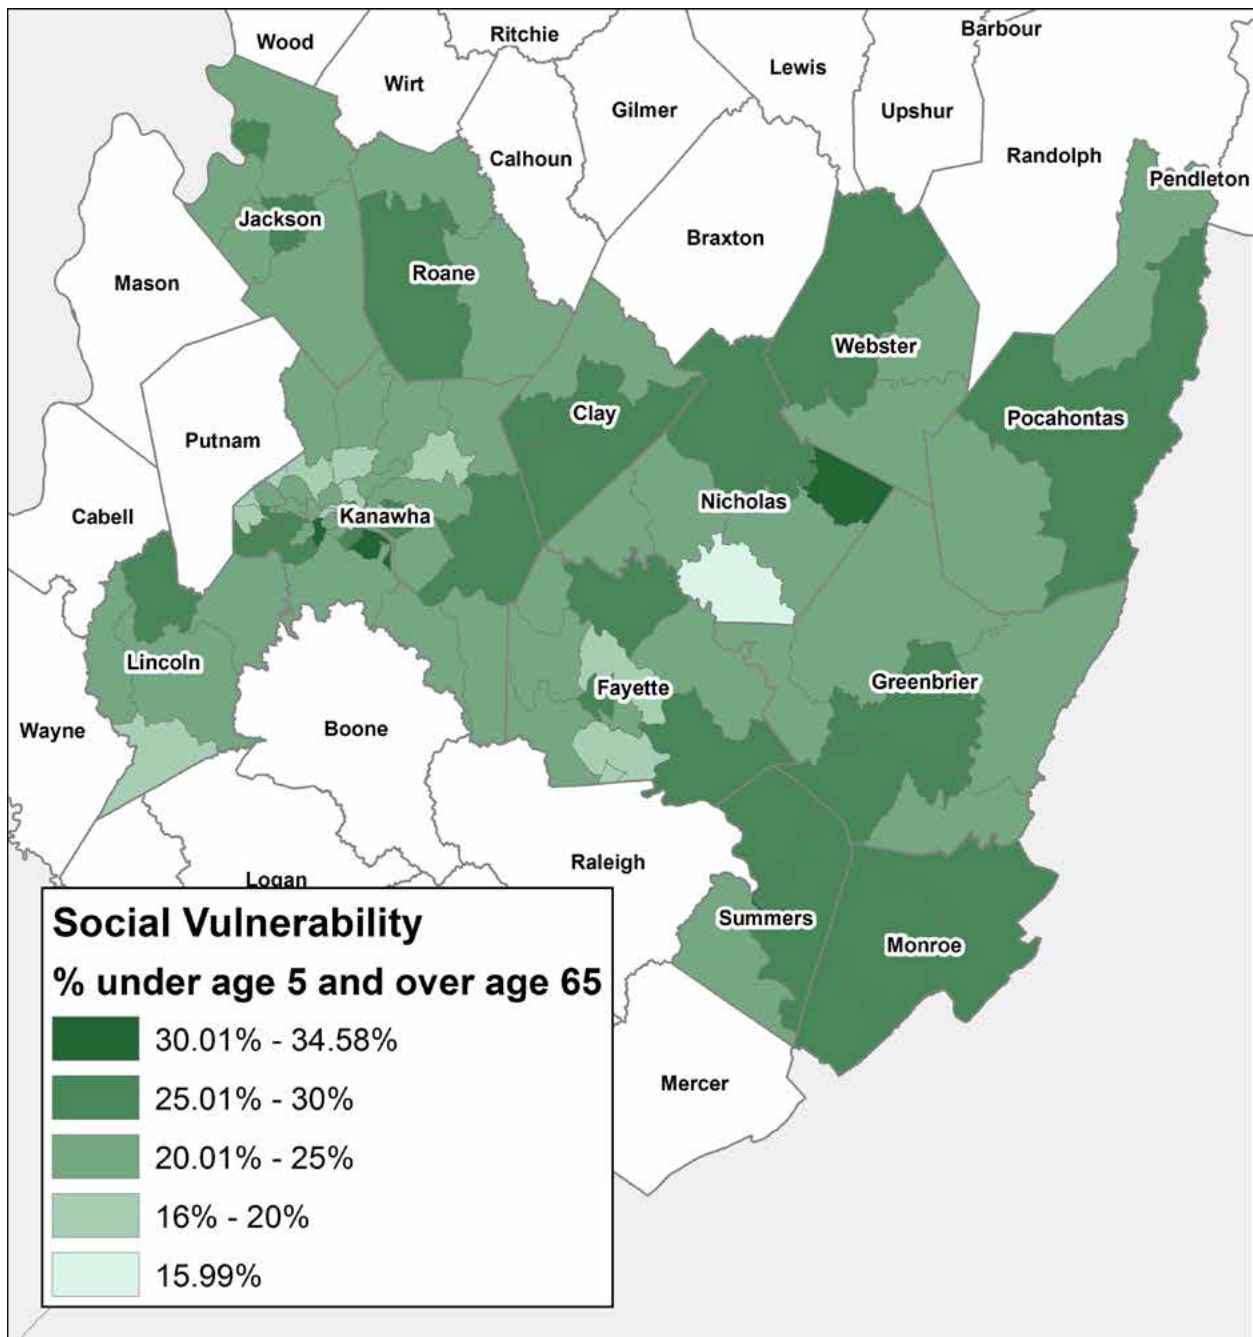 Barbour
Ritchie
Wood
Lewis
Wirt
Gilmer
Upshur
Calhoun
Randolph
Pendleton
Jackson
Braxton
Roane
Mason
Webster
Clay
Pocahontas
Putnam
Nicholas
Cabell
Kanawha
Lincoln
Greenbrier
Fayette
Wayne
Boone
Raleigh
Logan
Summers
Monroe
Mercer
Social Vulnerability
% under age 5 and over age 65
30.01% - 34.58%
25.01% - 30%
20.01% - 25%
16% - 20%
15.99%